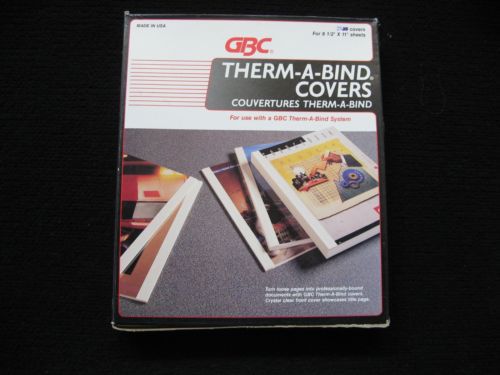 MADE IN USA
covers
For 8 1/2" X 11" sheets
GBC®
THERM-A-BIND®
COVERS
COUVERTURES THERM-A-BIND
For use with a GBC Therm-A-Bind System
Turn loose pages into professionally-bound
documents with GBC Therm-A-Bind covers.
Crystal clear front cover showcases title page.